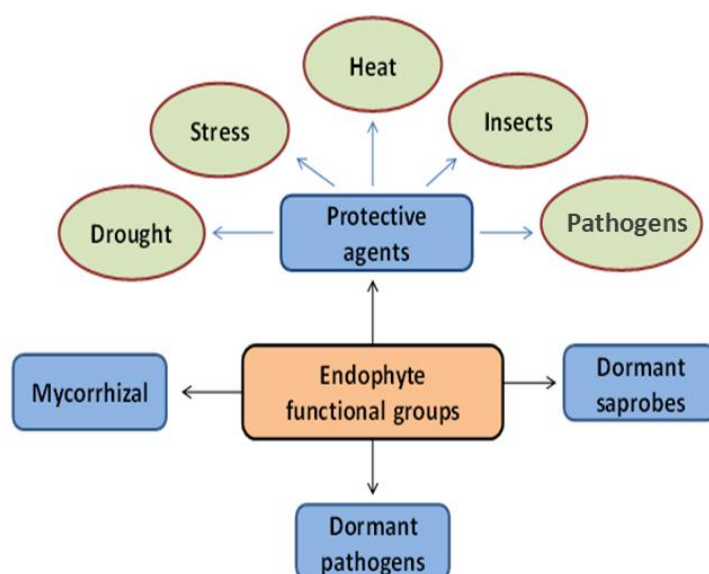 Heat
Stress
Insects
Drought
Protective
agents
Pathogens
Mycorrhizal
Endophyte
functional groups
Dormant
saprobes
Dormant
pathogens